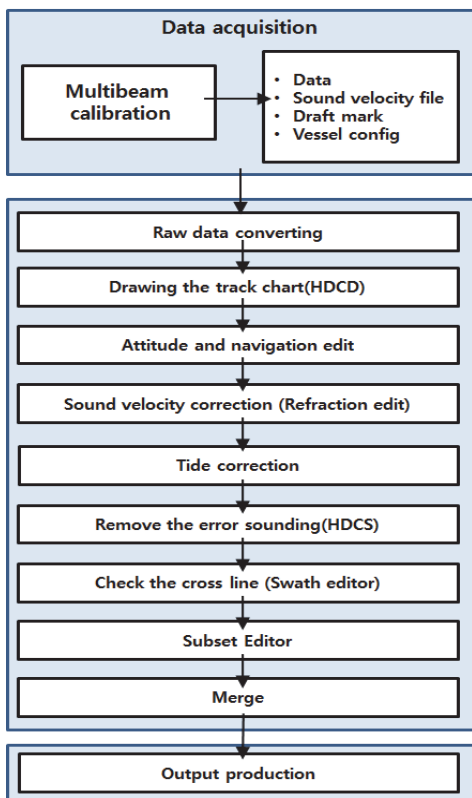 Data acquisition
Multibeam
calibration
• Data
• Sound velocity file
• Draft mark
• Vessel config
Raw data converting
Drawing the track chart(HDCD)
Attitude and navigation edit
Sound velocity correction (Refraction edit)
Tide correction
Remove the error sounding(HDCS)
Check the cross line (Swath editor)
Subset Editor
Merge
Output production